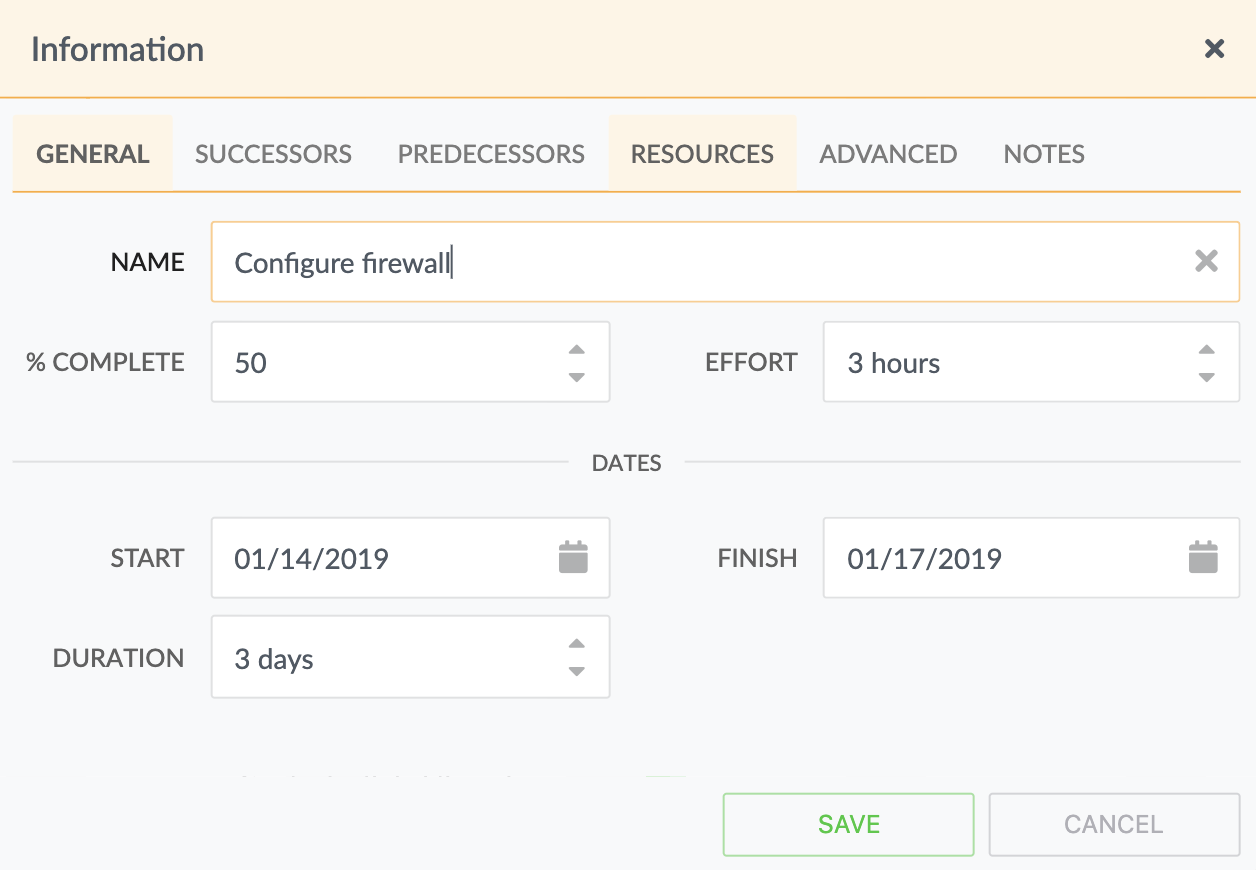 Information
GENERAL SUCCESSORS PREDECESSORS RESOURCES ADVANCED NOTES
NAME Configure firewall
% COMPLETE 50 EFFORT 3 hours
DATES
START 01/14/2019 FINISH 01/17/2019
DURATION 3 days
SAVE CANCEL